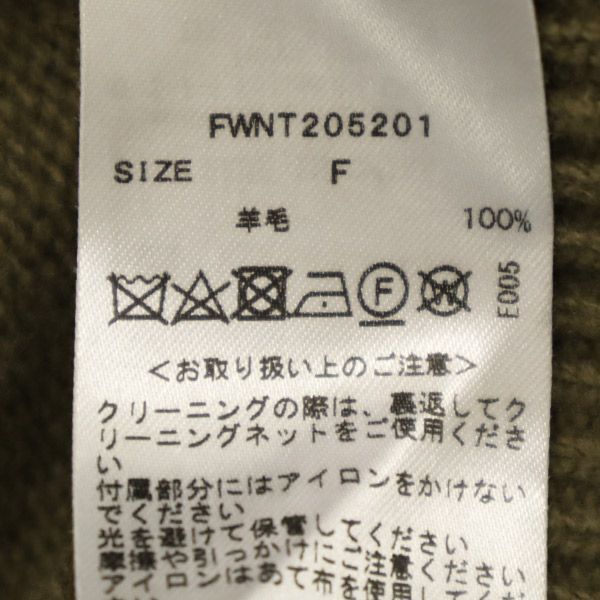 FWNT205201
SIZE F
羊毛 100%
F W E005
<お取り扱い上のご注意>
クリーニングの際は、裏返してク
リーニングネットをご使用くださ
い
付属部分にはアイロンをかけない
でください
光を避けて保管してください
摩擦や引っかけにご注意ください
アイロンはあて布を使用し